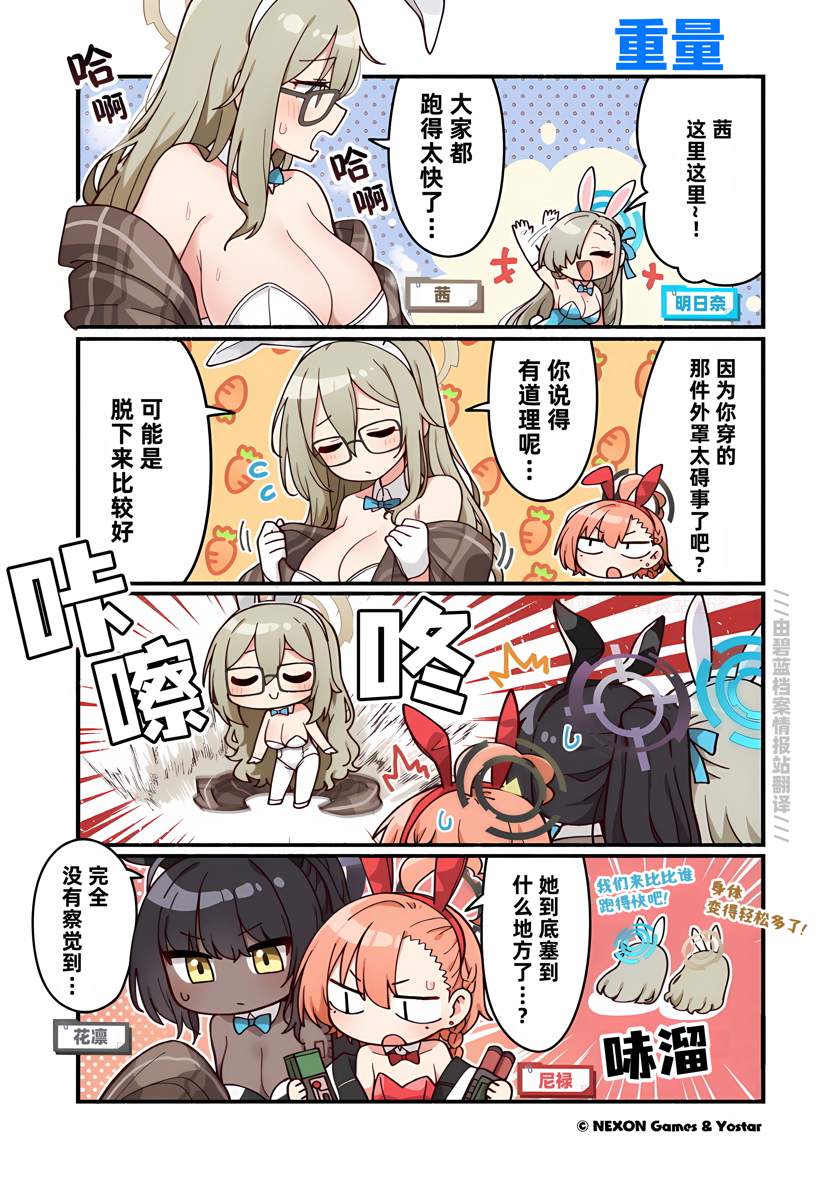 重量
茜
这里这里~！
大家都
跑得太快了…
哈
啊
哈
啊
茜
明日奈
因为你穿的
那件外罩太碍事了吧？
你说得
有道理呢…
可能是
脱下来比较好
咔
嚓
咚
///由碧蓝档案情报站翻译///
她到底塞到
什么地方了…？
完全
没有察觉到…
我们来比比谁
跑得快吧！
身体
变得轻松多了！
哧溜
花凛
尼禄
© NEXON Games & Yostar